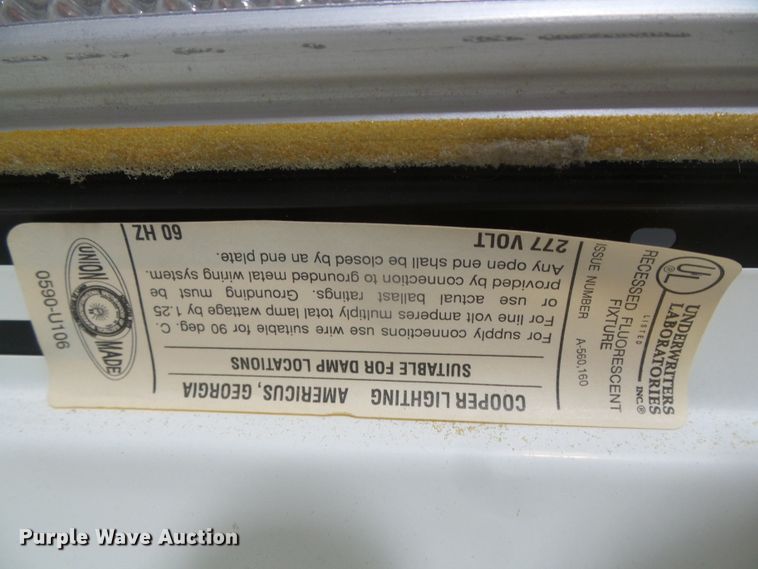 UL
®
UNDERWRITERS
LABORATORIES
INC.®
LISTED
RECESSED FLUORESCENT
FIXTURE
ISSUE NUMBER A-560,160
COOPER LIGHTING AMERICUS, GEORGIA
SUITABLE FOR DAMP LOCATIONS
For supply connections use wire suitable for 90 deg. C.
For line volt amperes multiply total lamp wattage by 1.25
or use actual ballast ratings. Grounding must be
provided by connection to grounded metal wiring system.
Any open end shall be closed by an end plate.
277 VOLT 60 HZ
UNION
MADE
0590-U106
Purple Wave Auction